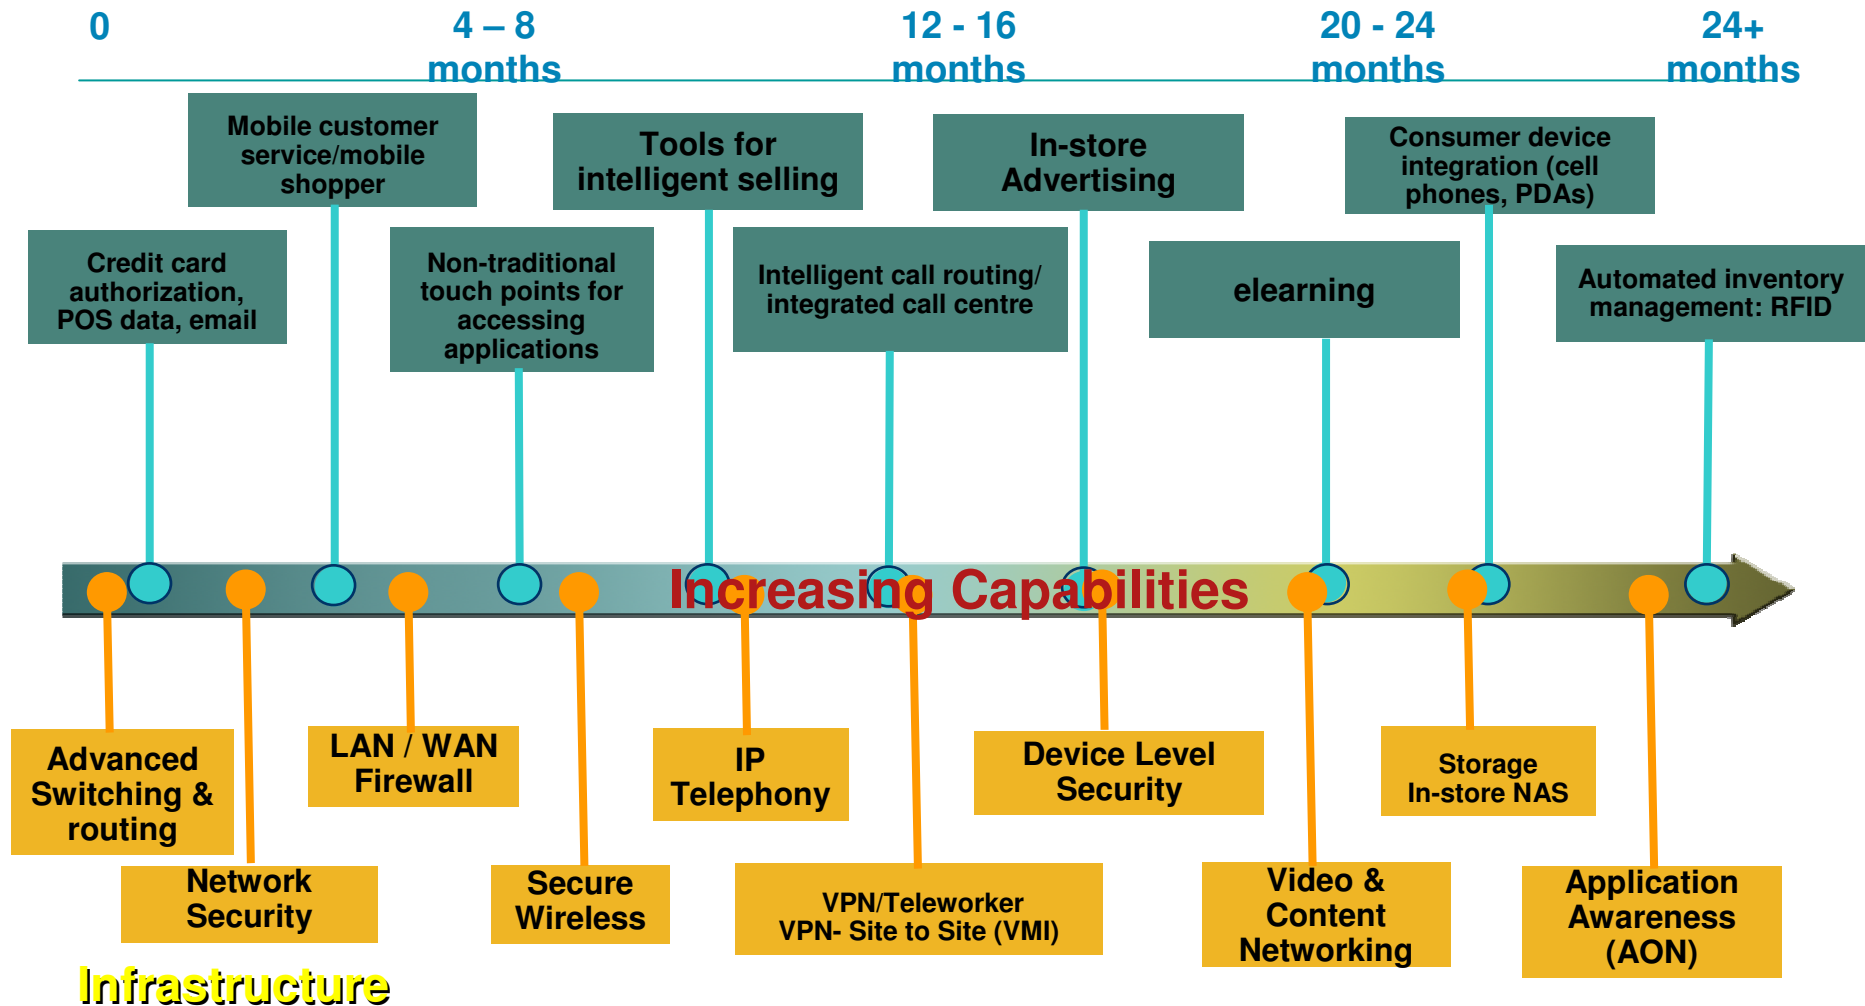 0
4 – 8
months
12 - 16
months
20 - 24
months
24+
months
Mobile customer
service/mobile
shopper
Tools for
intelligent selling
In-store
Advertising
Consumer device
integration (cell
phones, PDAs)
Credit card
authorization,
POS data, email
Non-traditional
touch points for
accessing
applications
Intelligent call routing/
integrated call centre
elearning
Automated inventory
management: RFID
Increasing Capabilities
Advanced
Switching &
routing
LAN / WAN
Firewall
IP
Telephony
Device Level
Security
Storage
In-store NAS
Network
Security
Secure
Wireless
VPN/Teleworker
VPN- Site to Site (VMI)
Video &
Content
Networking
Application
Awareness
(AON)
Infrastructure